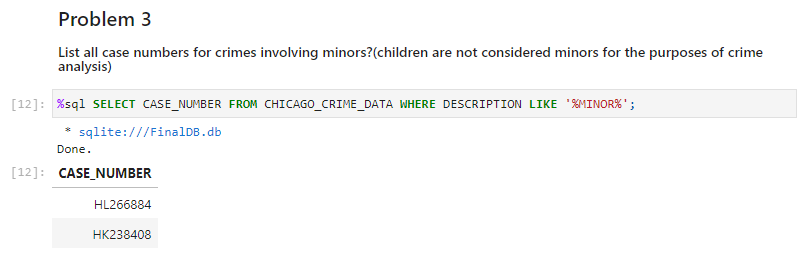 Problem 3
List all case numbers for crimes involving minors?(children are not considered minors for the purposes of crime
analysis)
[12]: %sql SELECT CASE_NUMBER FROM CHICAGO_CRIME_DATA WHERE DESCRIPTION LIKE '%MINOR%';
* sqlite:///FinalDB.db
Done.
[12]: CASE_NUMBER
HL266884
HK238408